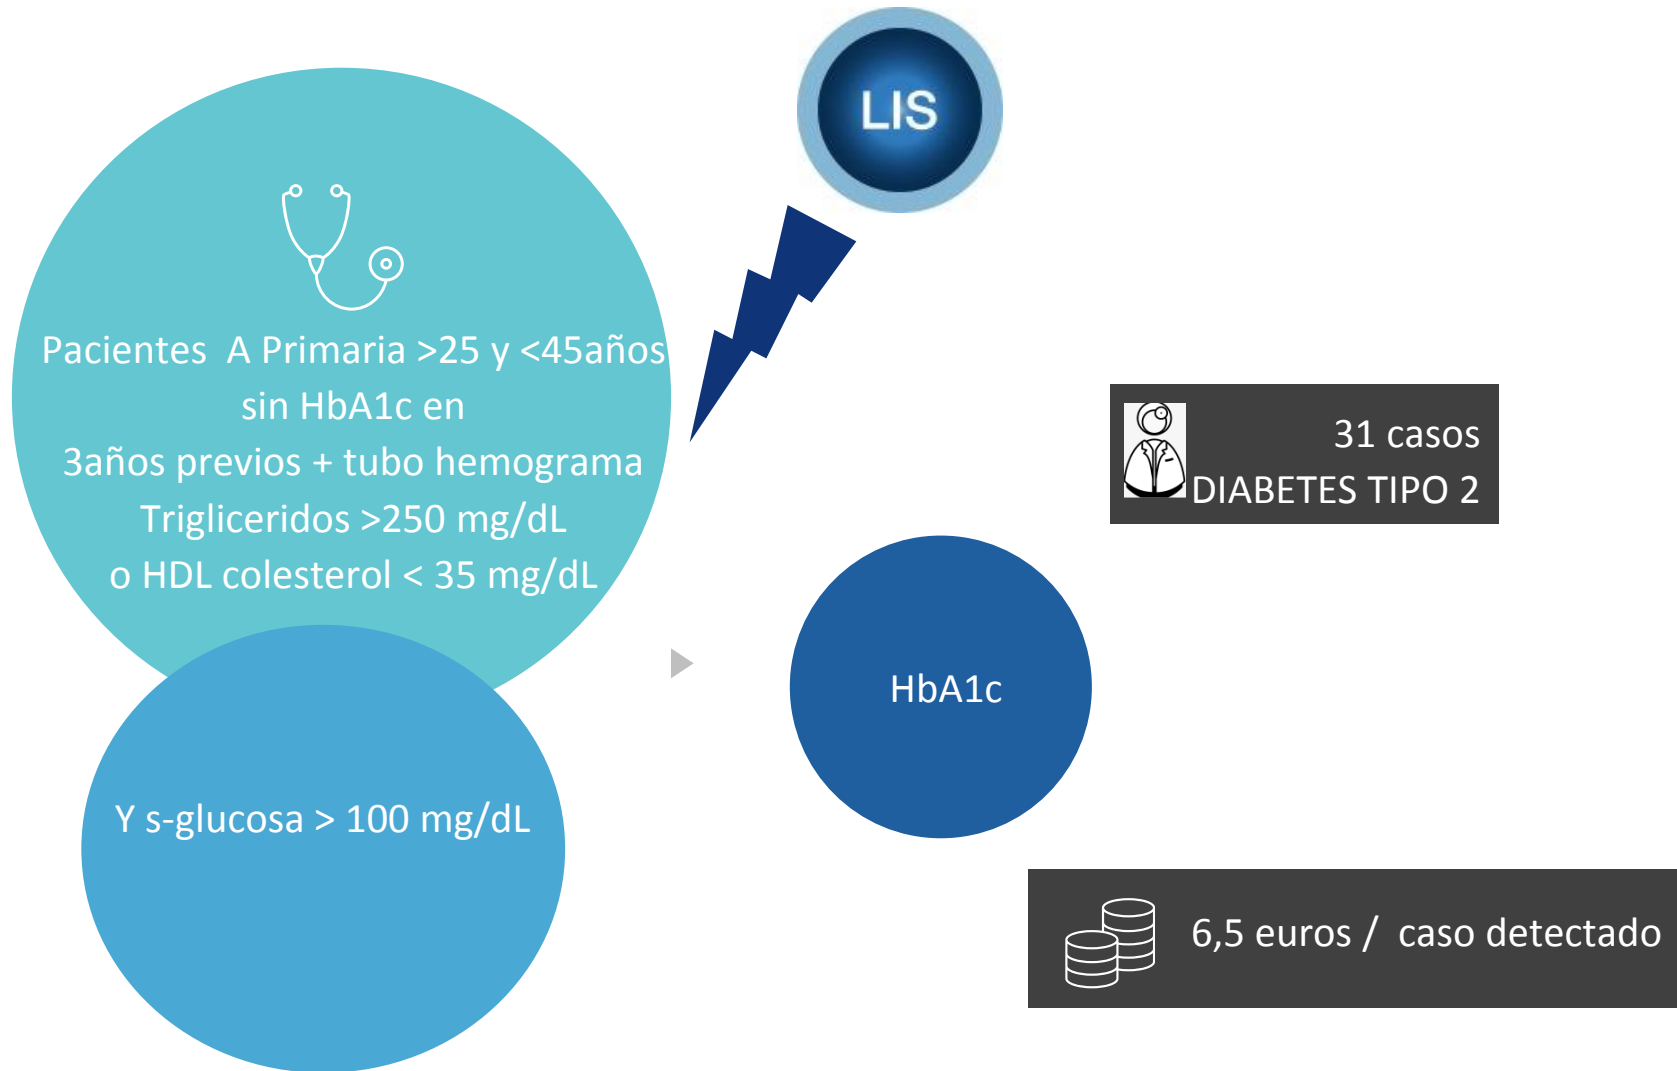 LIS
Pacientes A Primaria >25 y <45años
sin HbA1c en
3años previos + tubo hemograma
Trigliceridos >250 mg/dL
o HDL colesterol < 35 mg/dL
31 casos
DIABETES TIPO 2
HbA1c
Y s-glucosa > 100 mg/dL
6,5 euros / caso detectado